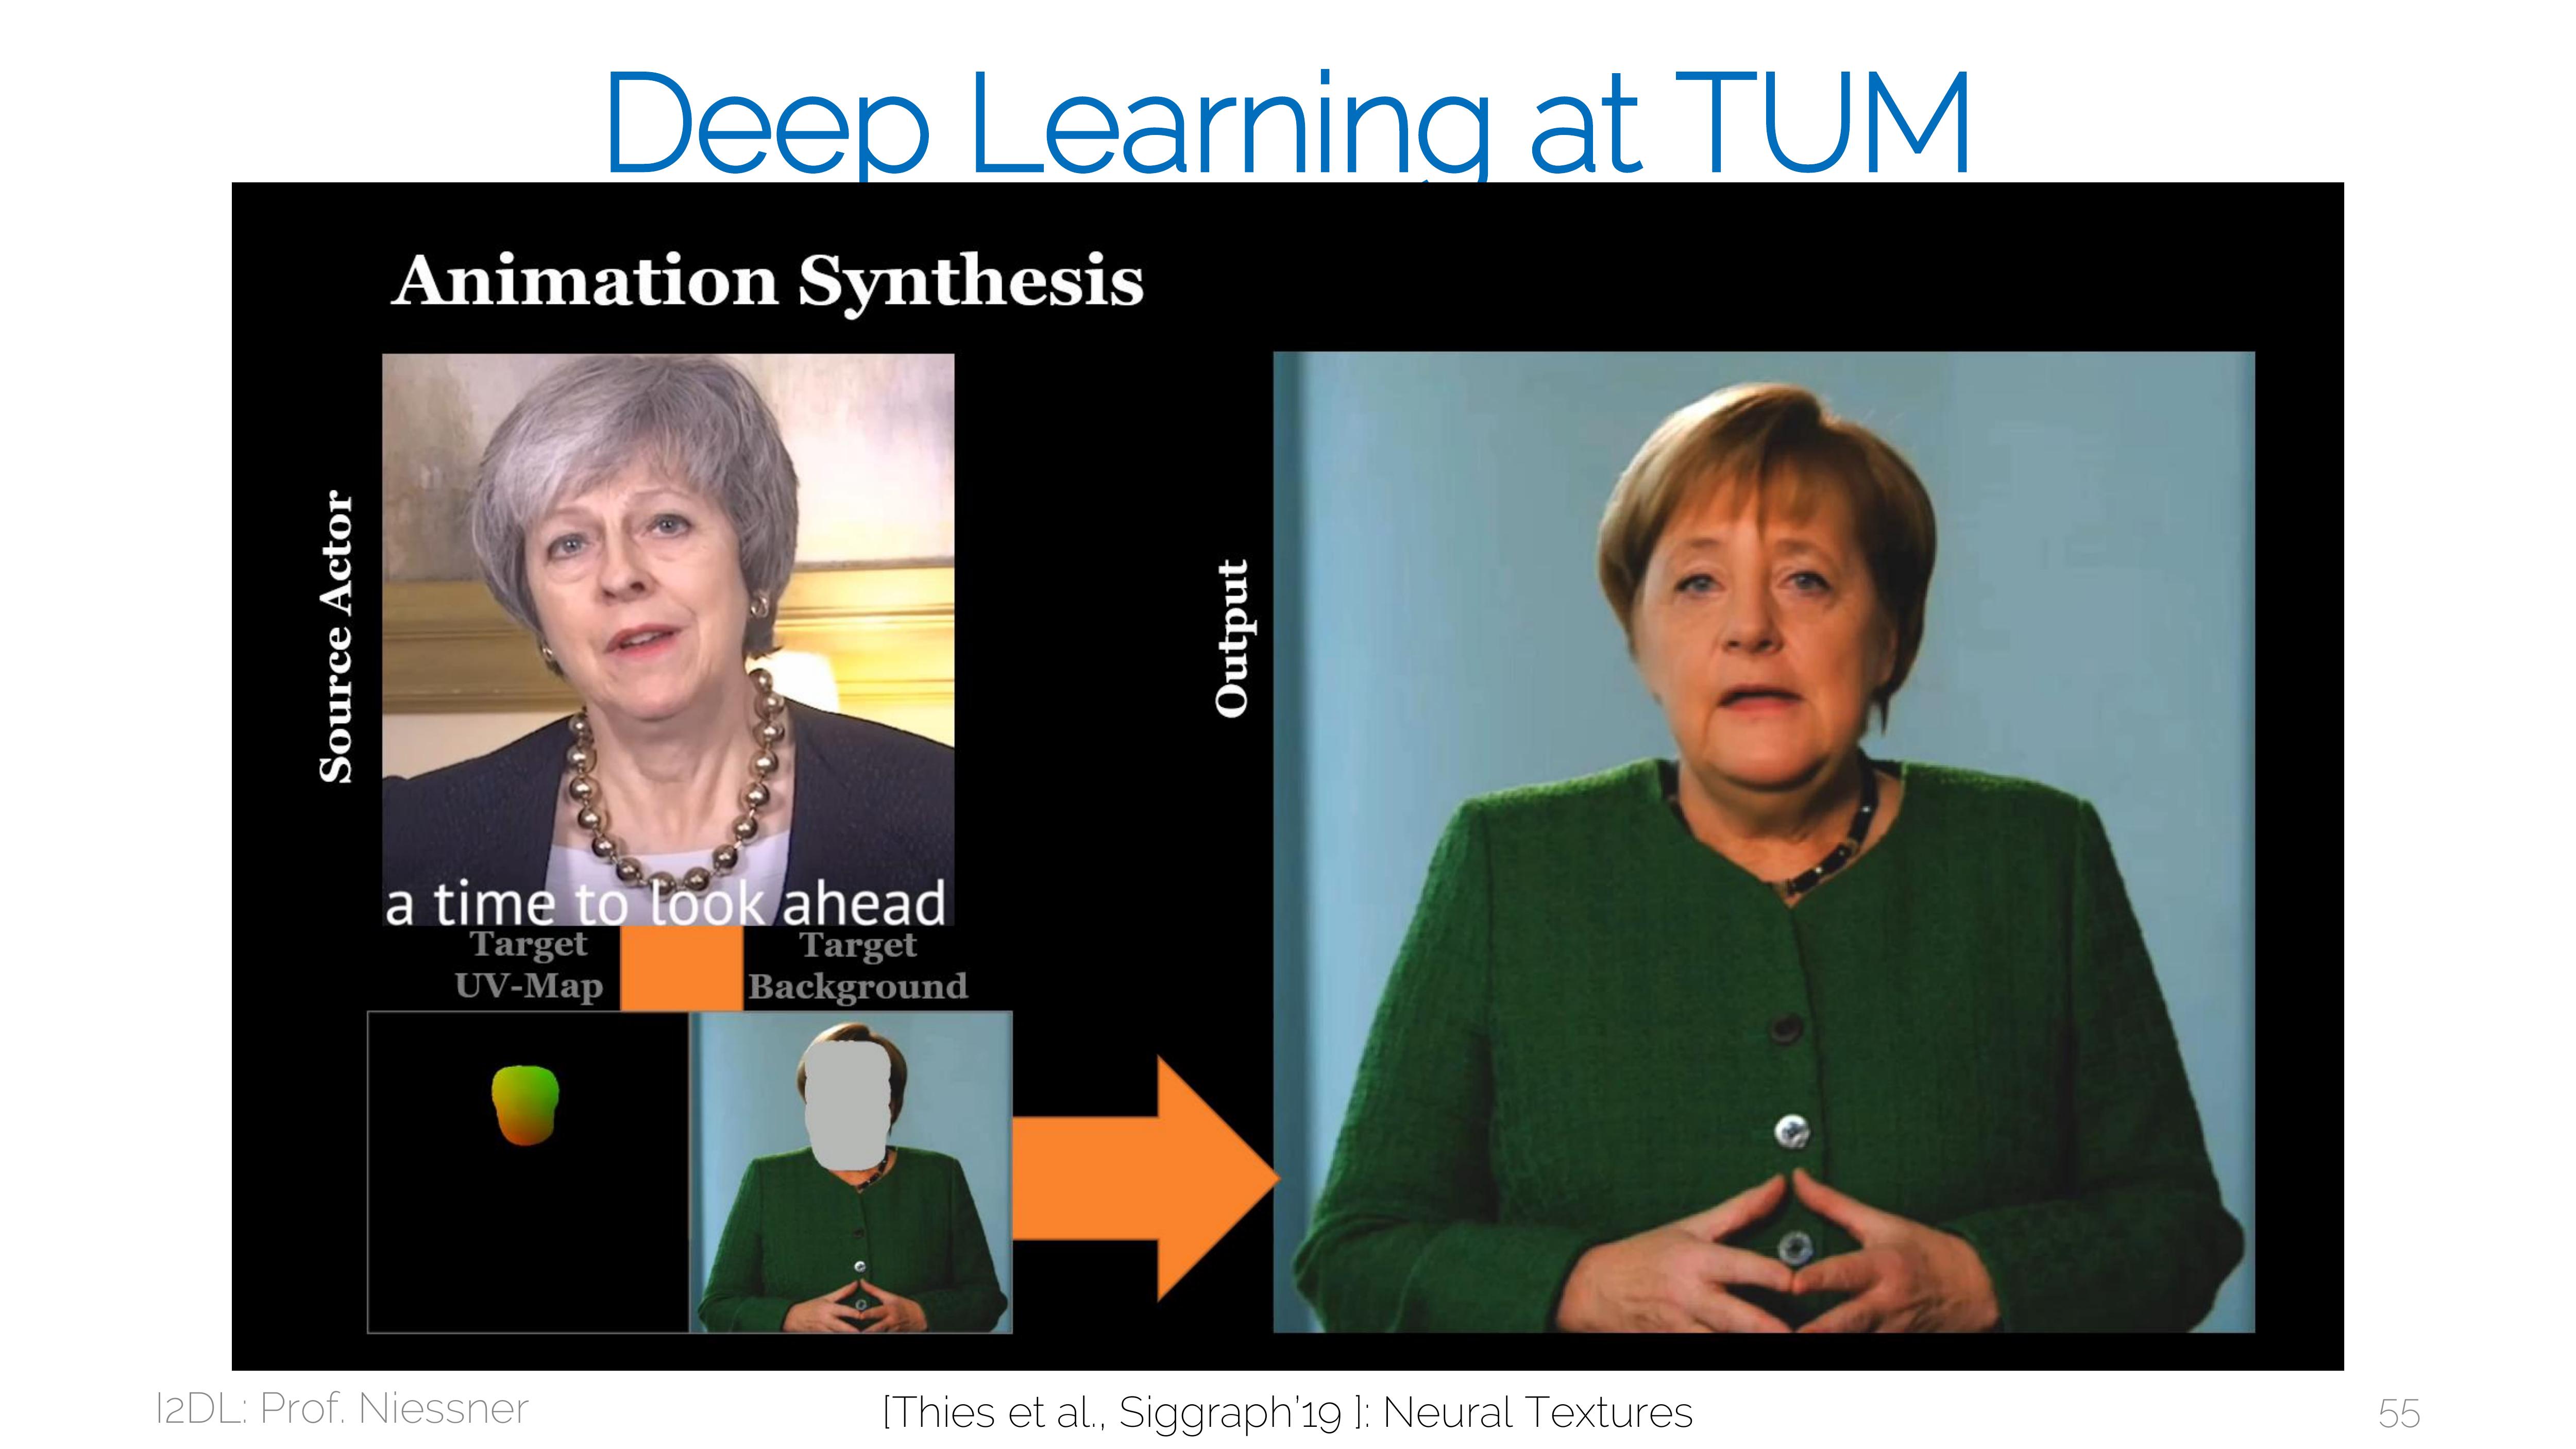 Deep Learning at TUM
Animation Synthesis
Source Actor
a time to look ahead
Target
UV-Map
Target
Background
Output
I2DL: Prof. Niessner
[Thies et al., Siggraph'19 ]: Neural Textures
55